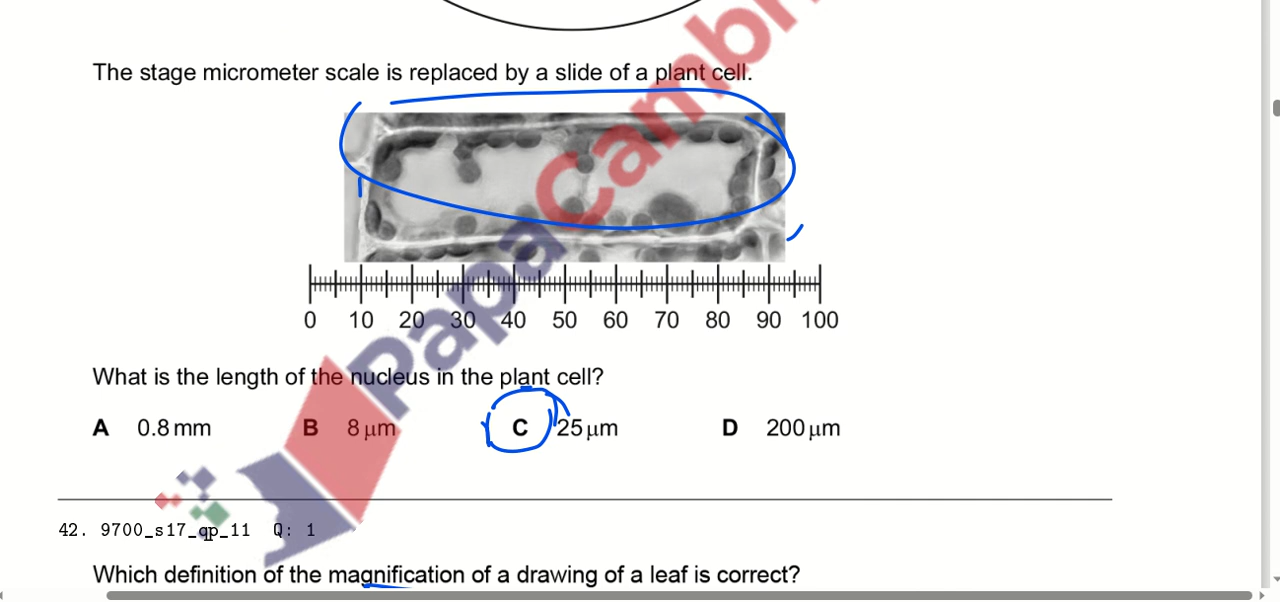 The stage micrometer scale is replaced by a slide of a plant cell.
0 10 20 30 40 50 60 70 80 90 100
What is the length of the nucleus in the plant cell?
A 0.8 mm B 8 μm C 25 μm D 200 μm
PapaCambri
42. 9700_s17_qp_11 Q: 1
Which definition of the magnification of a drawing of a leaf is correct?